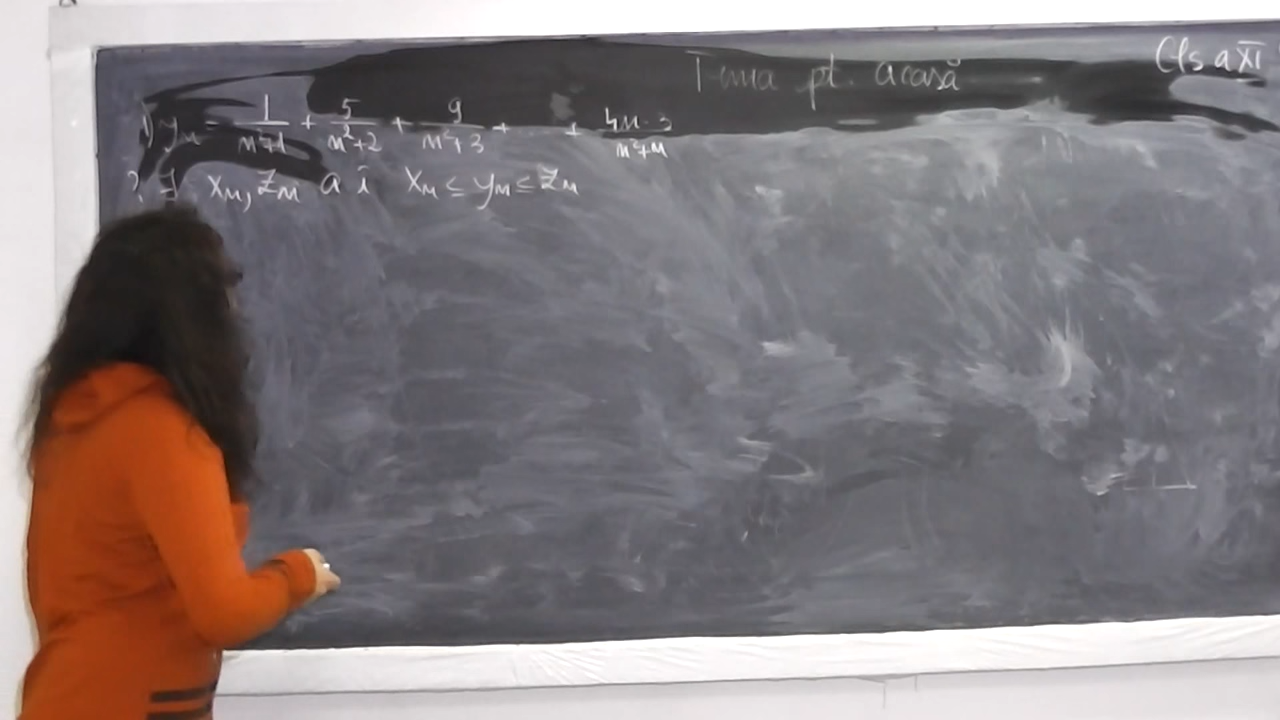 Cls a XI
Tema pt. acasă
1) yₙ = 1/(n²+1) + 5/(n²+2) + 9/(n²+3) + ... + (4n-3)/(n²+n)
? ∃ xₙ, zₙ a î xₙ ≤ yₙ ≤ zₙ